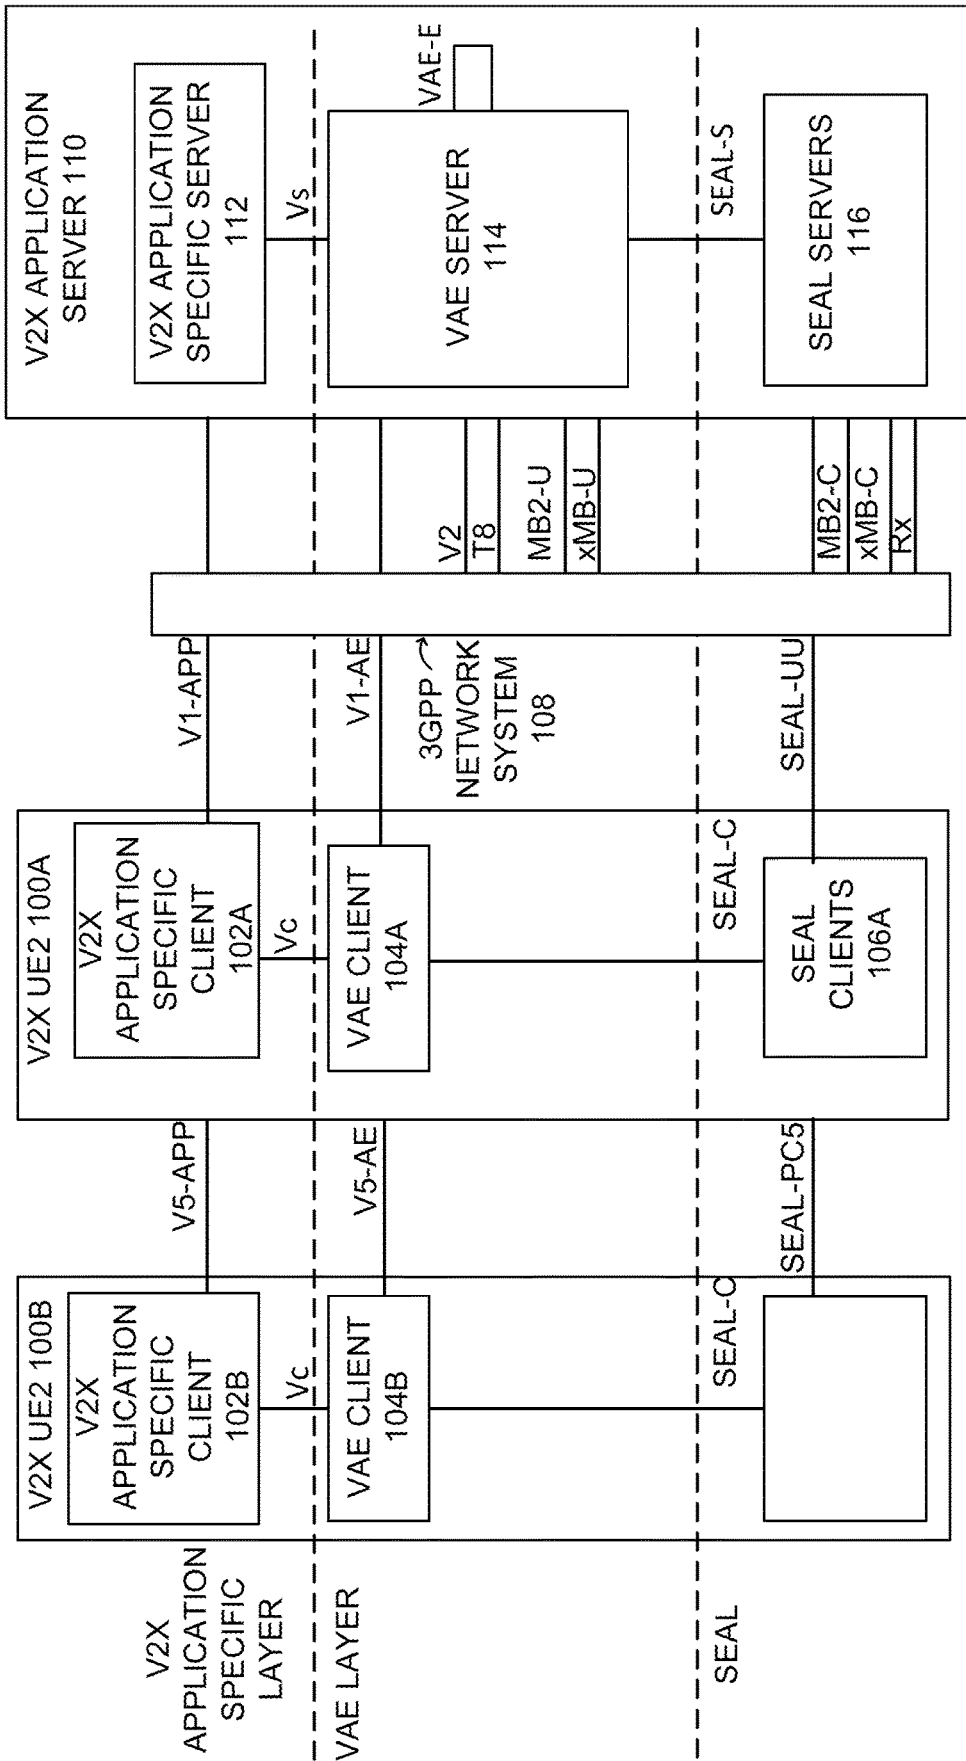 V2X
APPLICATION
SPECIFIC
LAYER
VAE LAYER
SEAL
V2X UE2 100B
V2X
APPLICATION
SPECIFIC
CLIENT
102B
Vc
VAE CLIENT
104B
SEAL-C
V5-APP
V5-AE
SEAL-PC5
V2X UE2 100A
V2X
APPLICATION
SPECIFIC
CLIENT
102A
Vc
VAE CLIENT
104A
SEAL-C
SEAL
CLIENTS
106A
V1-APP
V1-AE
3GPP
NETWORK
SYSTEM
108
SEAL-UU
V2
T8
MB2-U
xMB-U
MB2-C
xMB-C
Rx
V2X APPLICATION
SERVER 110
V2X APPLICATION
SPECIFIC SERVER
112
Vs
VAE-E
VAE SERVER
114
SEAL-S
SEAL SERVERS
116